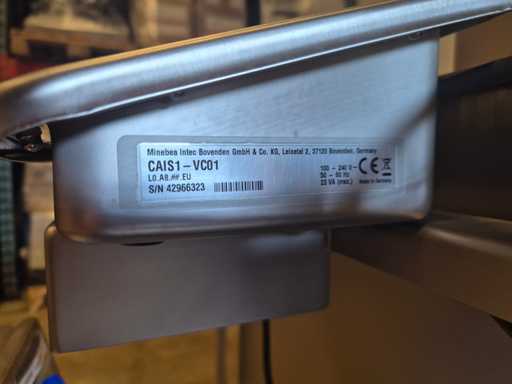 Minebea Intec Bovenden GmbH & Co. KG, Leinetal 2, 37120 Bovenden, Germany
CAIS1-VC01
L0.A8.##.EU
S/N 42966323
100 - 240 V~
50 - 60 Hz
23 VA (max.)
CE
Made in Germany